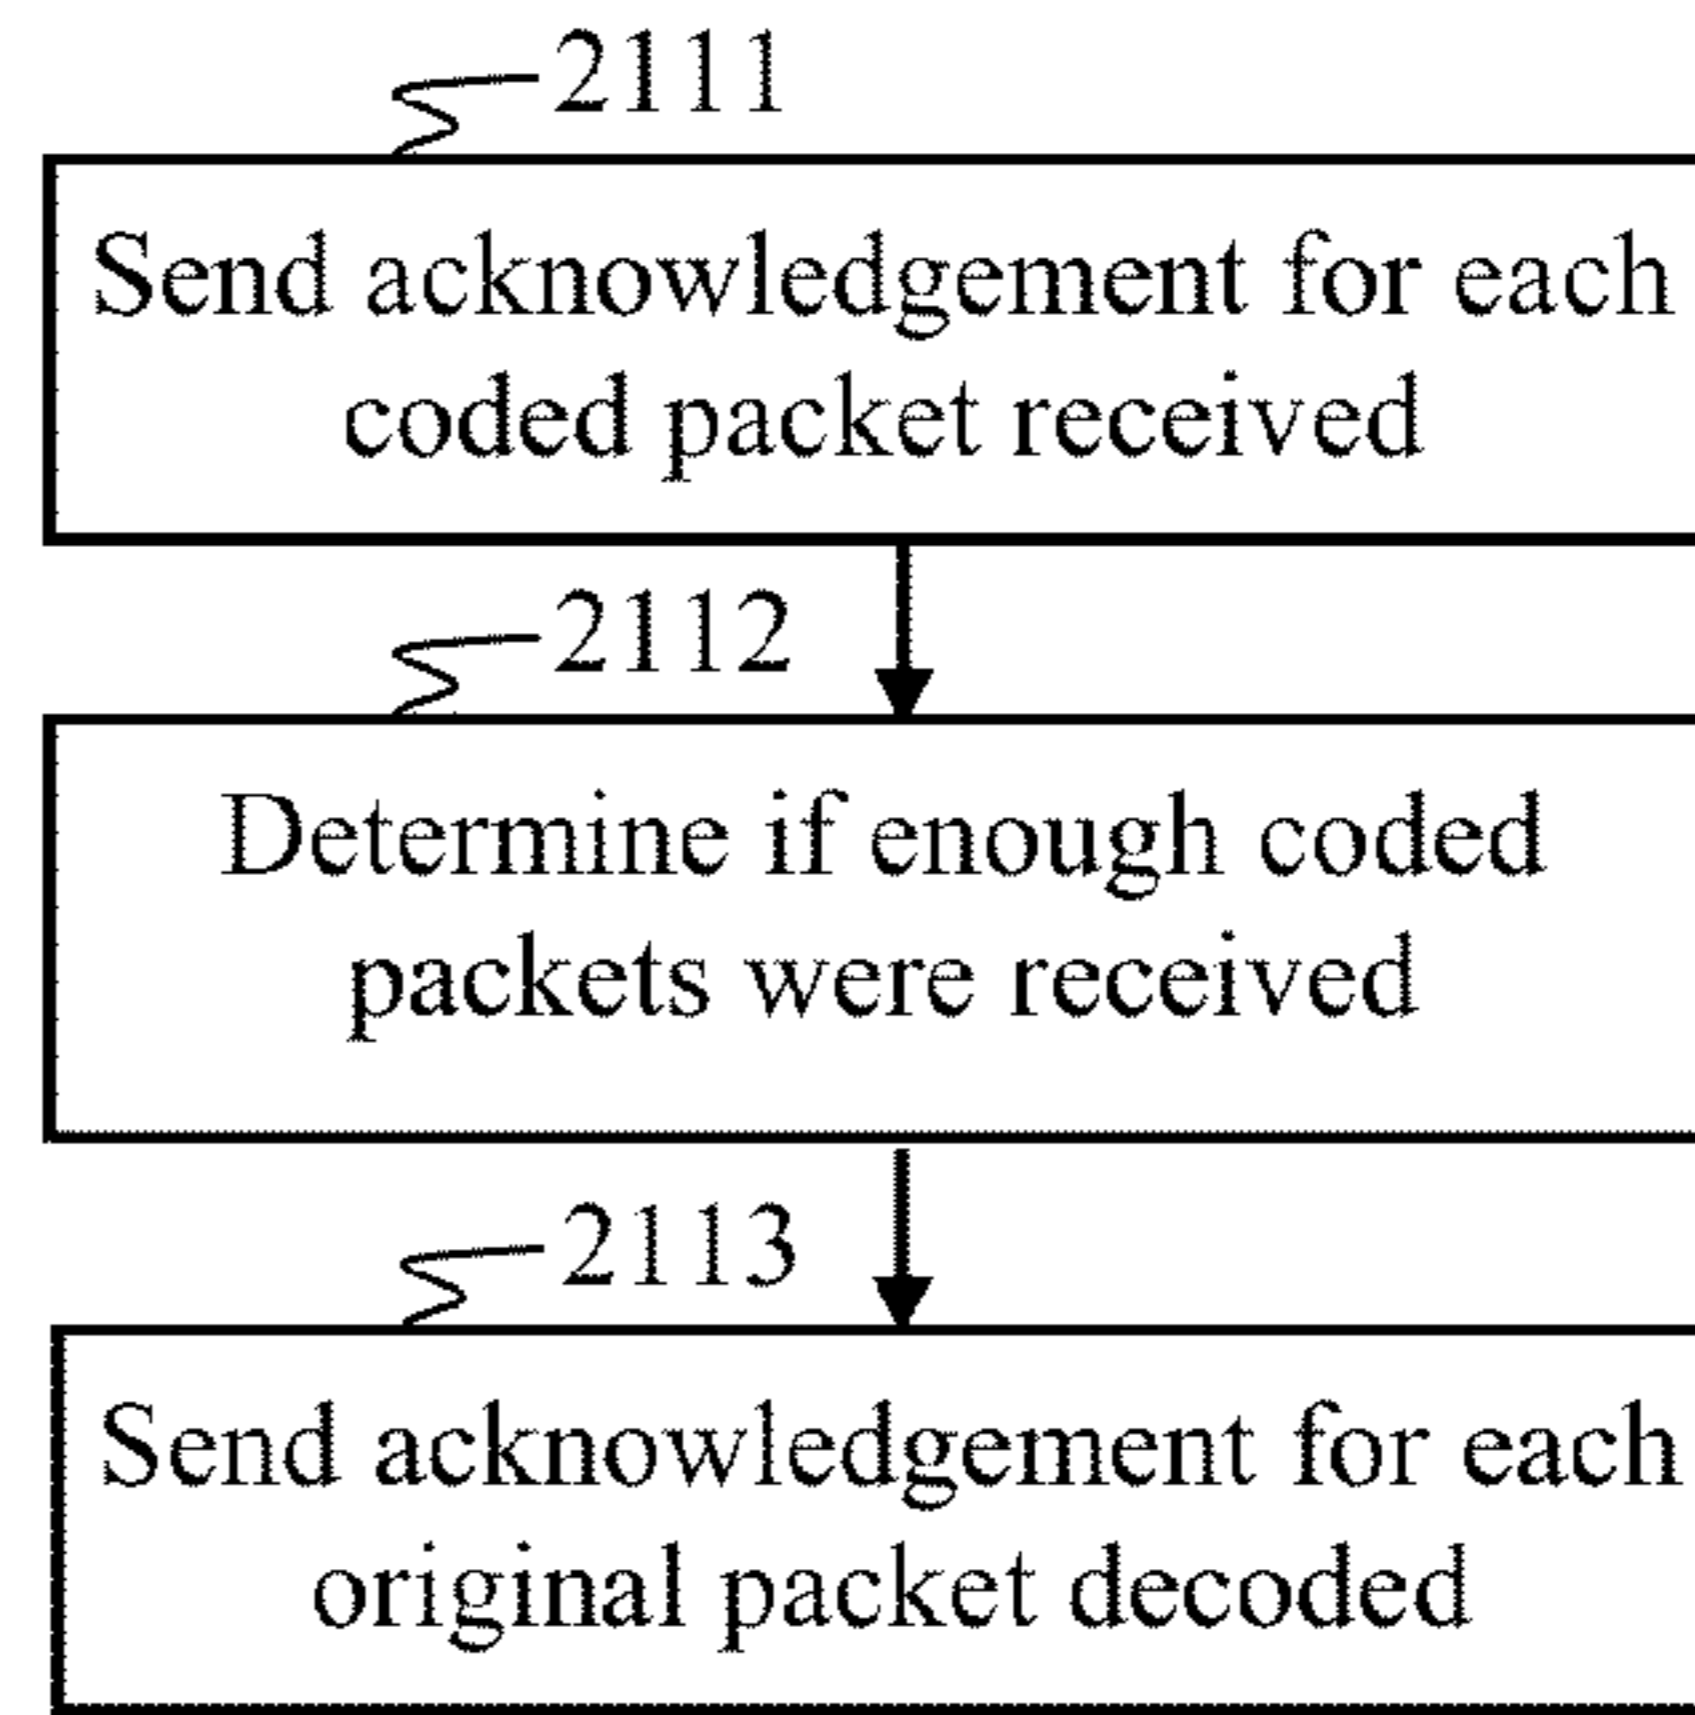 2111
Send acknowledgement for each
coded packet received
2112
Determine if enough coded
packets were received
2113
Send acknowledgement for each
original packet decoded